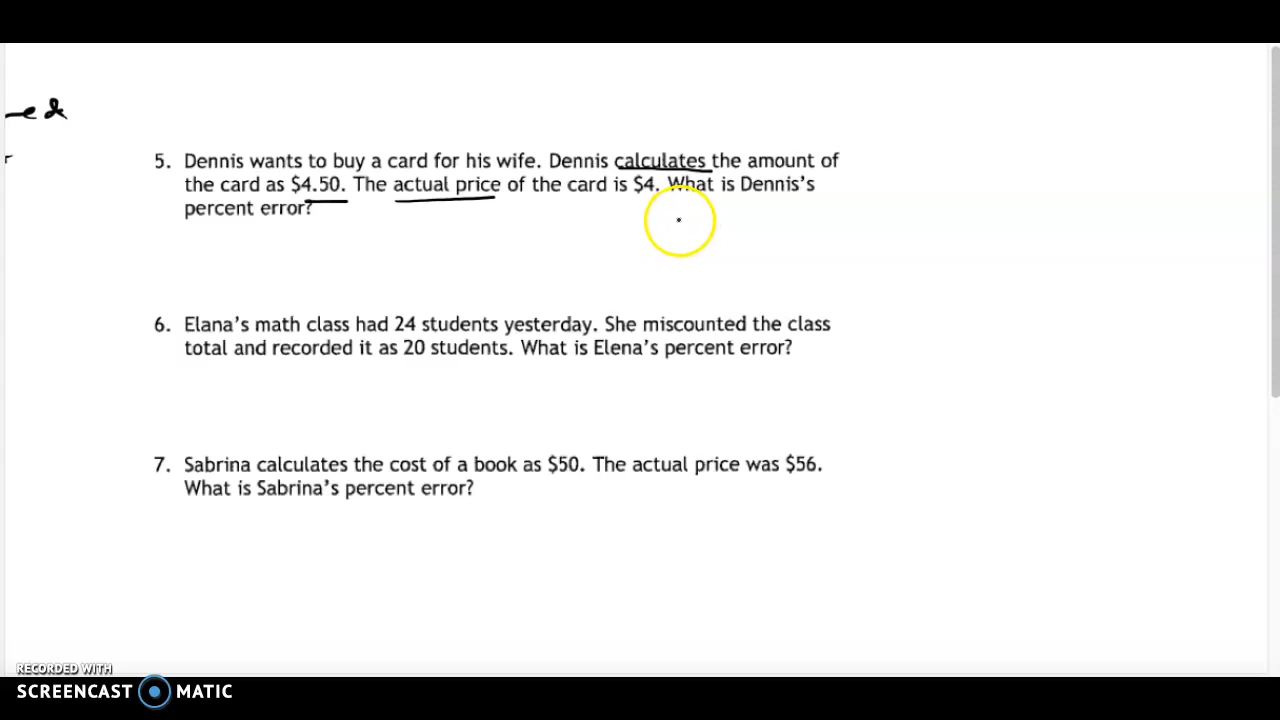 5. Dennis wants to buy a card for his wife. Dennis calculates the amount of
the card as $4.50. The actual price of the card is $4. What is Dennis's
percent error?
6. Elana's math class had 24 students yesterday. She miscounted the class
total and recorded it as 20 students. What is Elena's percent error?
7. Sabrina calculates the cost of a book as $50. The actual price was $56.
What is Sabrina's percent error?
RECORDED WITH
SCREENCAST MATIC